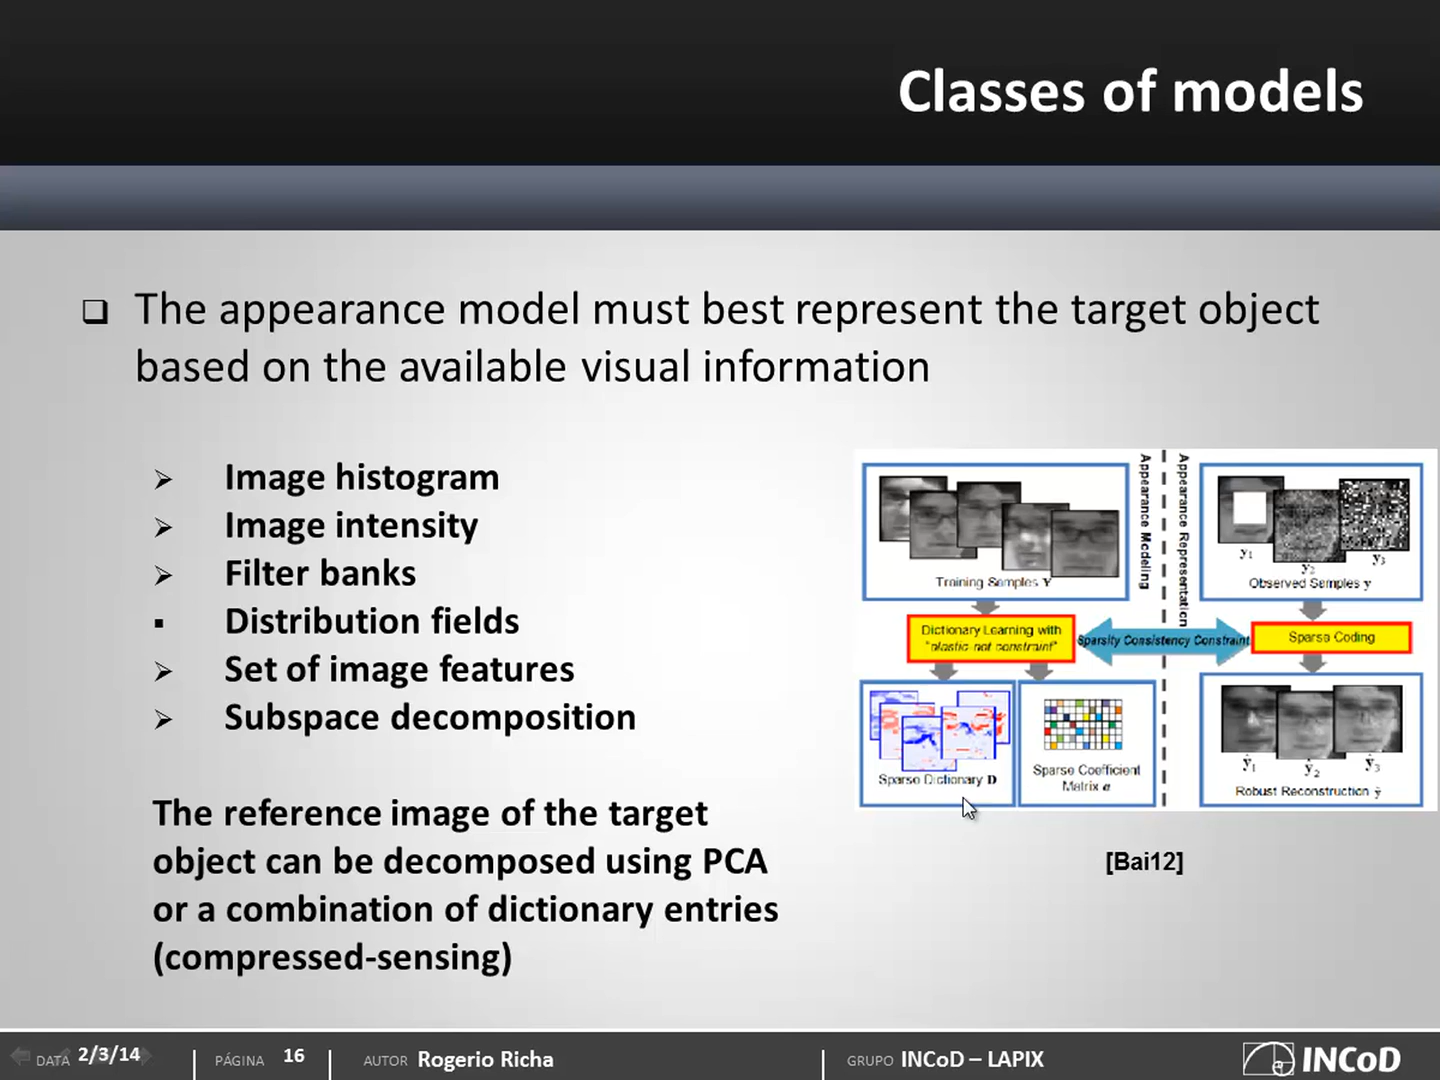 Classes of models
The appearance model must best represent the target object
based on the available visual information
Image histogram
Image intensity
Filter banks
Distribution fields
Set of image features
Subspace decomposition
The reference image of the target
object can be decomposed using PCA
or a combination of dictionary entries
(compressed-sensing)
Training Samples Y
Appearance Modeling
Appearance Representation
y1
y2
y3
Observed Samples y
Dictionary Learning with
"elastic-net constraint"
Sparsity Consistency Constraint
Sparse Coding
Sparse Dictionary D
Sparse Coefficient
Matrix α
ŷ1
ŷ2
ŷ3
Robust Reconstruction ŷ
[Bai12]
DATA 2/3/14
PÁGINA 16
AUTOR Rogerio Richa
GRUPO INCoD – LAPIX
INCoD